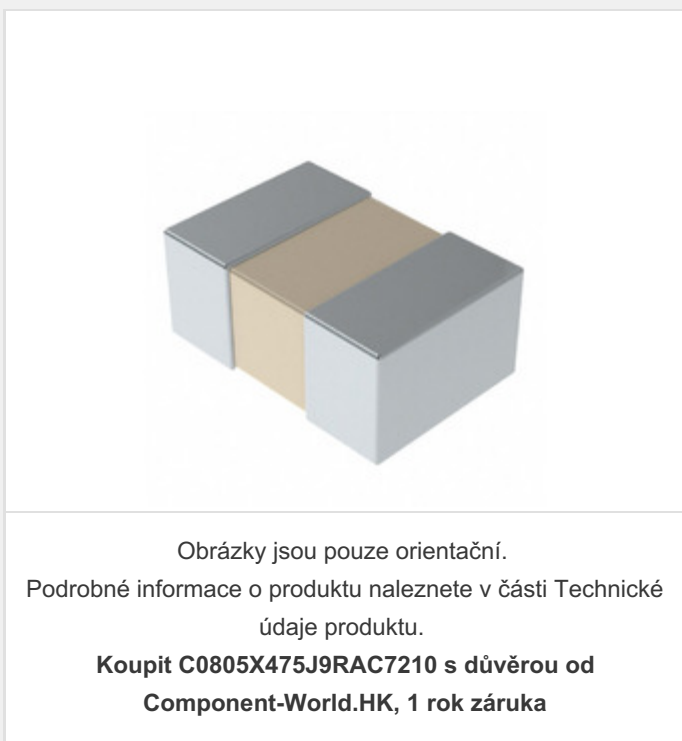 Obrázky jsou pouze orientační.
Podrobné informace o produktu naleznete v části Technické
údaje produktu.
Koupit C0805X475J9RAC7210 s důvěrou od
Component-World.HK, 1 rok záruka